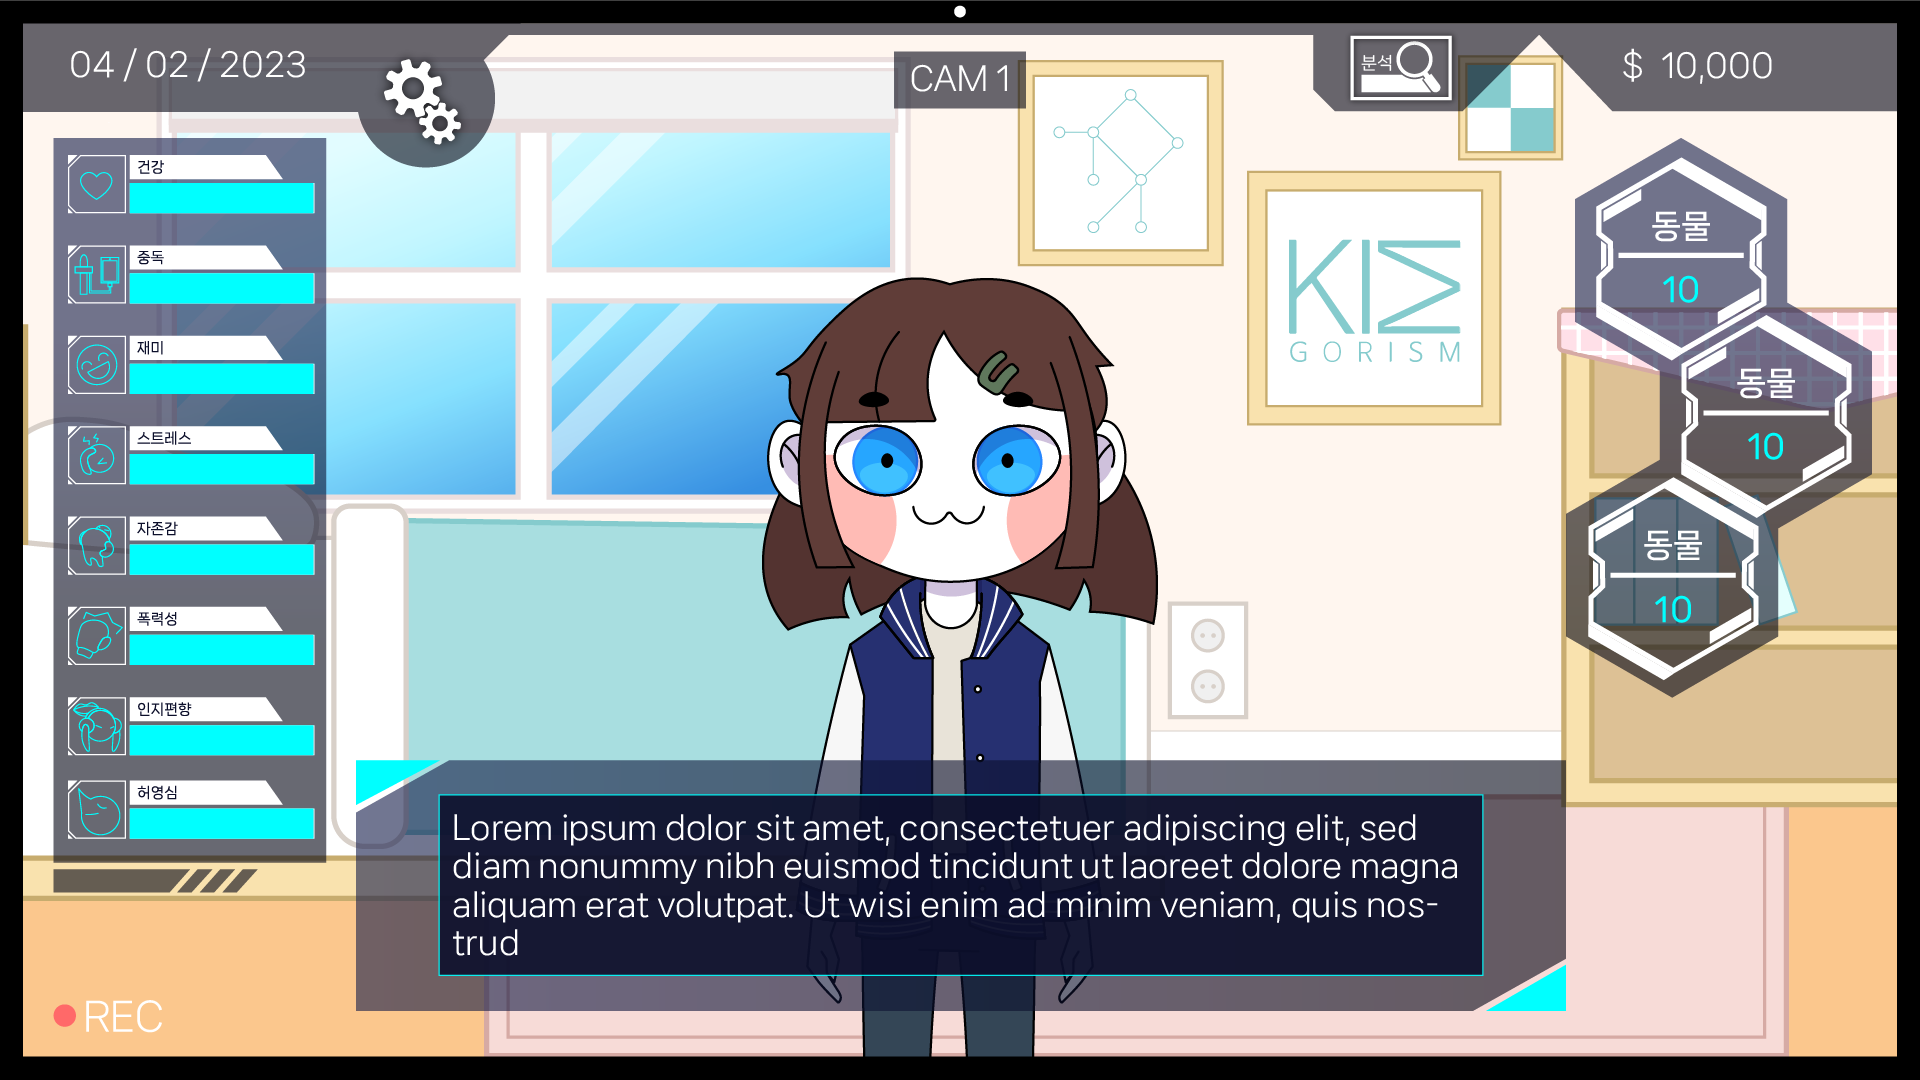 04 / 02 / 2023
CAM 1
분석
$ 10,000
건강
중독
재미
스트레스
자존감
폭력성
인지편향
허영심
KIM
GORISM
동물
10
동물
10
동물
10
Lorem ipsum dolor sit amet, consectetuer adipiscing elit, sed
diam nonummy nibh euismod tincidunt ut laoreet dolore magna
aliquam erat volutpat. Ut wisi enim ad minim veniam, quis nos-
trud
REC